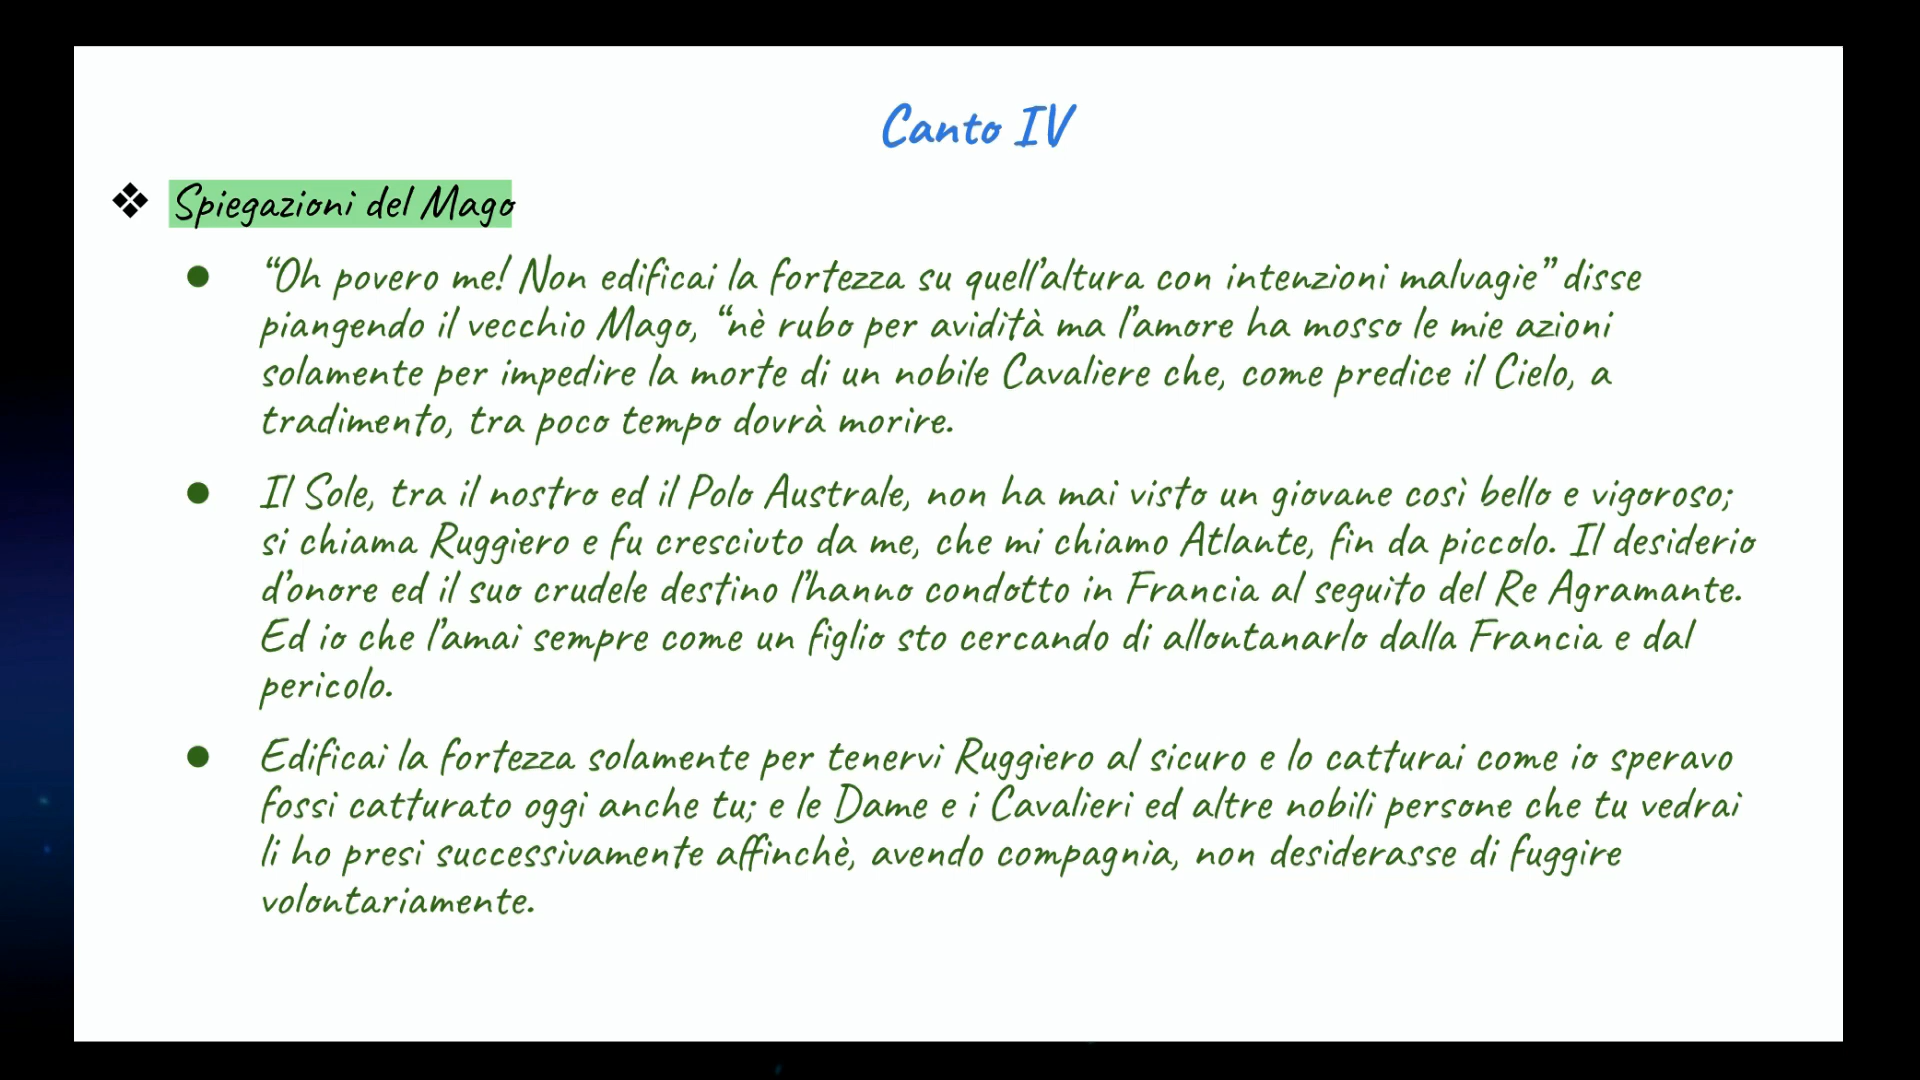 Canto IV
❖ Spiegazioni del Mago
● “Oh povero me! Non edificai la fortezza su quell’altura con intenzioni malvagie” disse
piangendo il vecchio Mago, “nè rubo per avidità ma l’amore ha mosso le mie azioni
solamente per impedire la morte di un nobile Cavaliere che, come predice il Cielo, a
tradimento, tra poco tempo dovrà morire.
● Il Sole, tra il nostro ed il Polo Australe, non ha mai visto un giovane così bello e vigoroso;
si chiama Ruggiero e fu cresciuto da me, che mi chiamo Atlante, fin da piccolo. Il desiderio
d’onore ed il suo crudele destino l’hanno condotto in Francia al seguito del Re Agramante.
Ed io che l’amai sempre come un figlio sto cercando di allontanarlo dalla Francia e dal
pericolo.
● Edificai la fortezza solamente per tenervi Ruggiero al sicuro e lo catturai come io speravo
fossi catturato oggi anche tu; e le Dame e i Cavalieri ed altre nobili persone che tu vedrai
li ho presi successivamente affinchè, avendo compagnia, non desiderasse di fuggire
volontariamente.